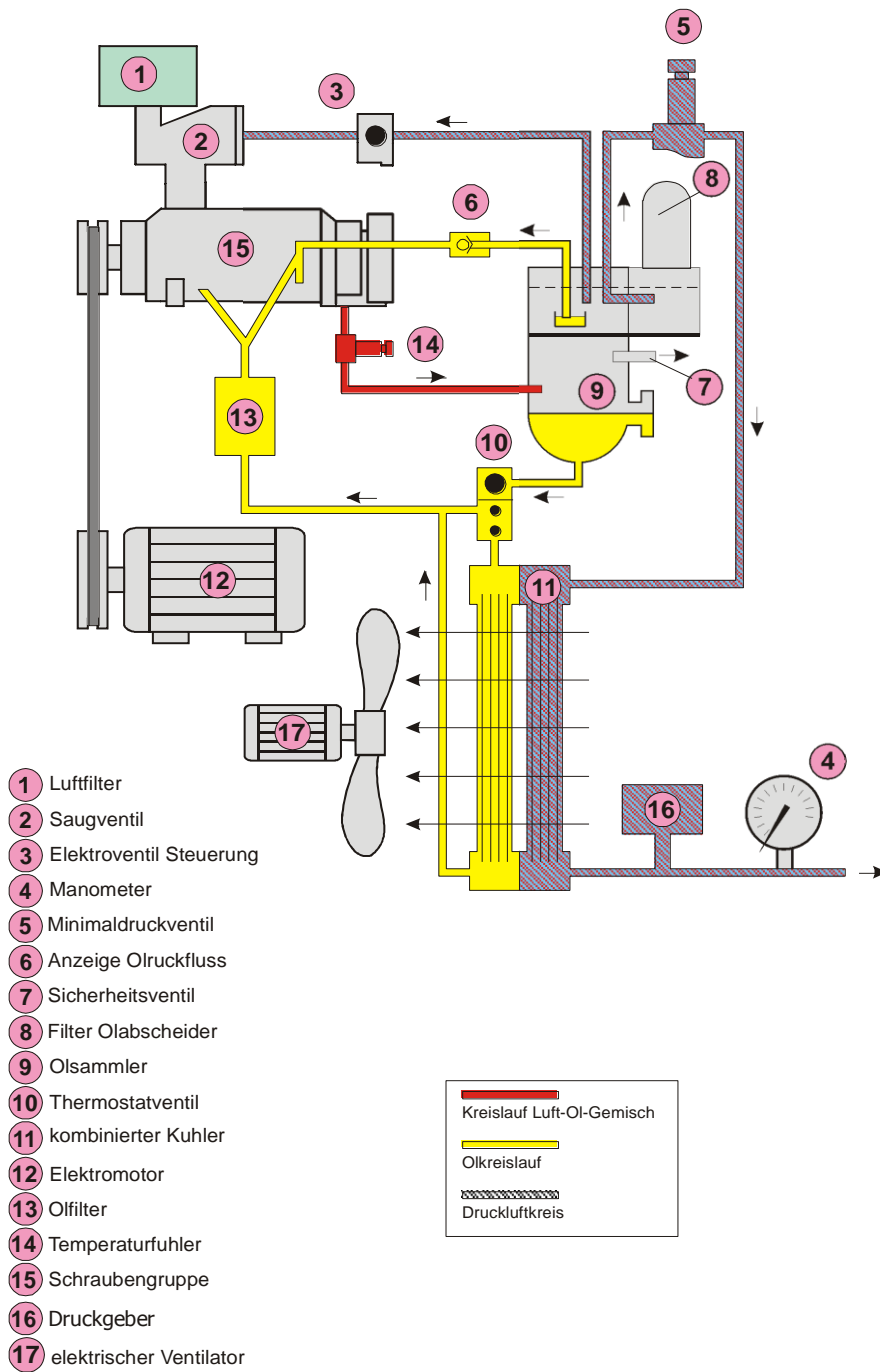 5
1
3
2
8
6
15
14
9
7
13
10
12
11
17
4
16
1 Luftfilter
2 Saugventil
3 Elektroventil Steuerung
4 Manometer
5 Minimaldruckventil
6 Anzeige Olruckfluss
7 Sicherheitsventil
8 Filter Olabscheider
9 Olsammler
10 Thermostatventil
11 kombinierter Kuhler
12 Elektromotor
13 Olfilter
14 Temperaturfuhler
15 Schraubengruppe
16 Druckgeber
17 elektrischer Ventilator
Kreislauf Luft-Ol-Gemisch
Olkreislauf
Druckluftkreis